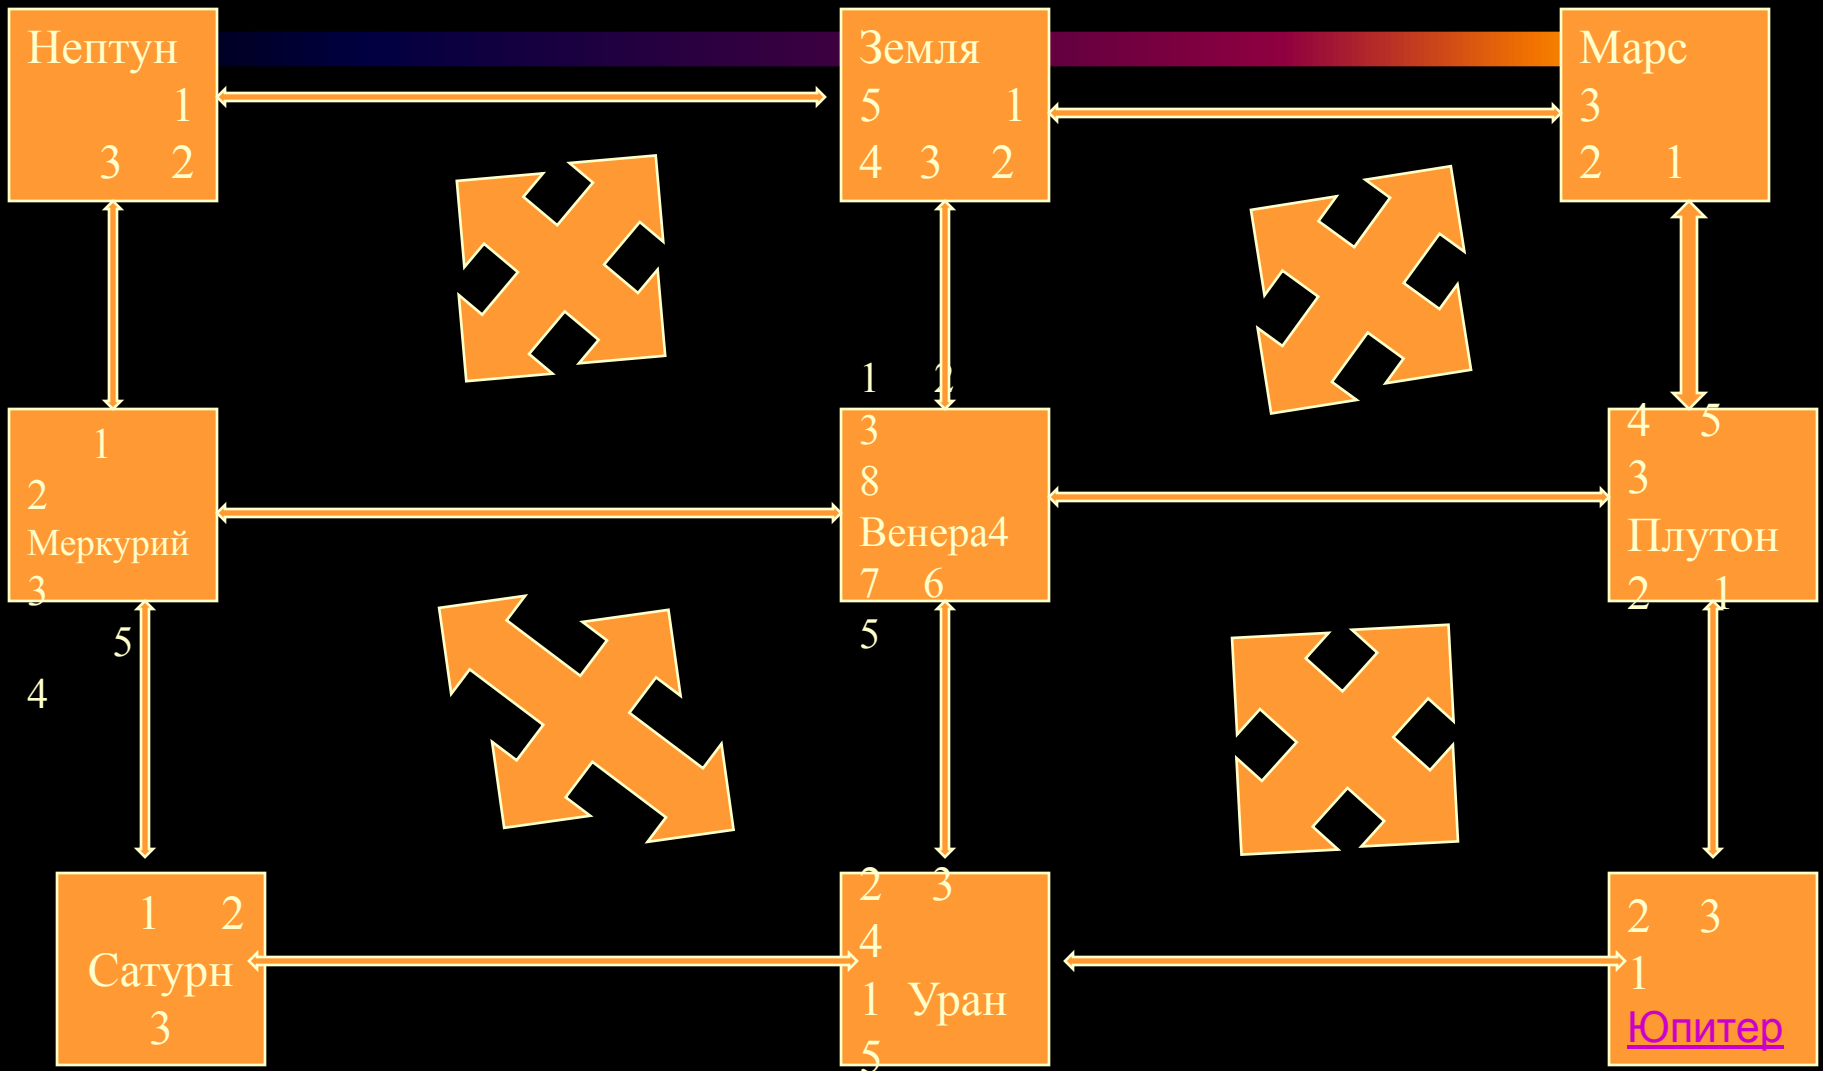 Нептун
1
3 2
Земля
5 1
4 3 2
Марс
3
2 1
1
2
Меркурий
3
5
4
1 2
3
8
Венера4
7 6
5
4 5
3
Плутон
2 1
1 2
Сатурн
3
2 3
4
1 Уран
5
2 3
1
Юпитер